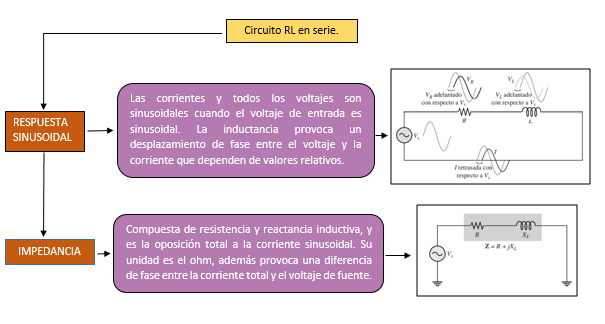 Circuito RL en serie.
RESPUESTA
SINUSOIDAL
Las corrientes y todos los voltajes son
sinusoidales cuando el voltaje de entrada es
sinusoidal. La inductancia provoca un
desplazamiento de fase entre el voltaje y la
corriente que dependen de valores relativos.
V_R
V_L
V_R adelantado
con respecto a V_s
V_L adelantado
con respecto a V_s
R
L
V_s
I
I retrasada con
respecto a V_s
IMPEDANCIA
Compuesta de resistencia y reactancia inductiva, y
es la oposición total a la corriente sinusoidal. Su
unidad es el ohm, además provoca una diferencia
de fase entre la corriente total y el voltaje de fuente.
R
X_L
Z = R + jX_L
V_s